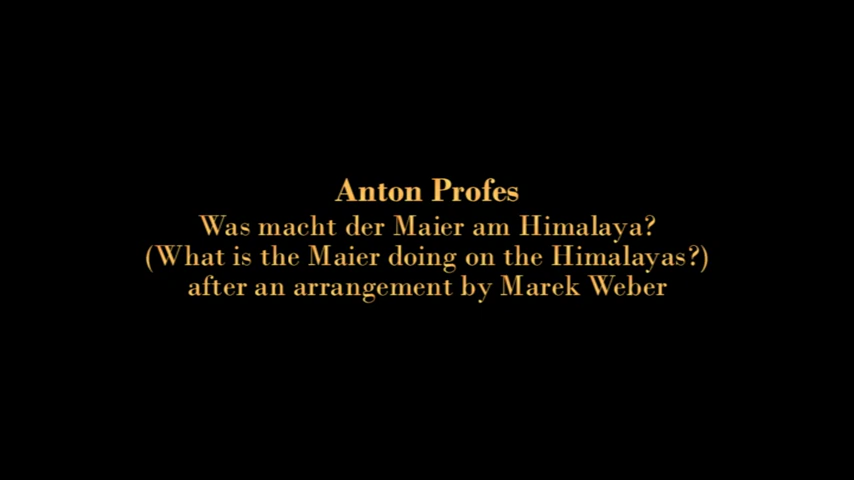 Anton Profes
Was macht der Maier am Himalaya?
(What is the Maier doing on the Himalayas?)
after an arrangement by Marek Weber